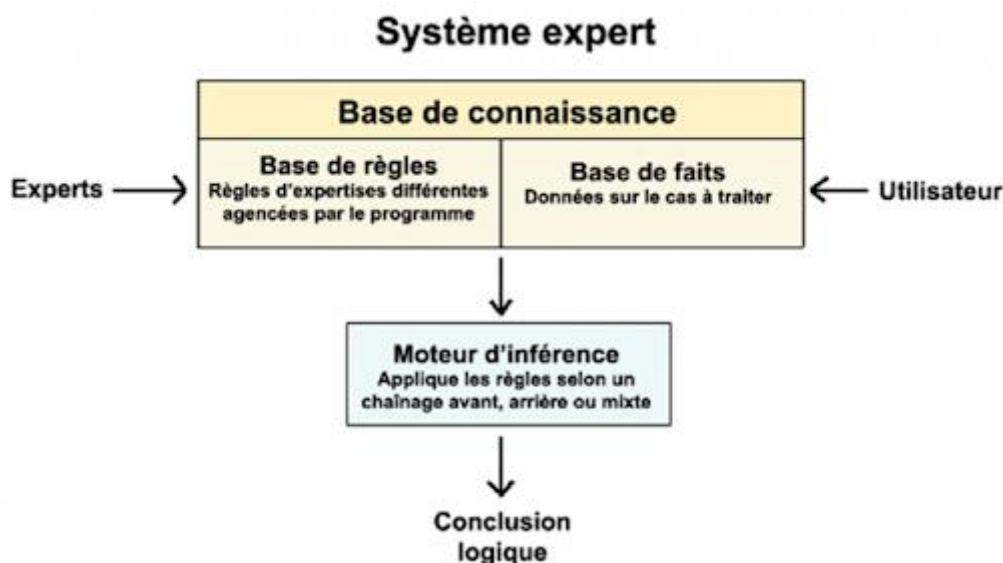 Système expert
Base de connaissance
Base de règles
Règles d'expertises différentes
agencées par le programme
Base de faits
Données sur le cas à traiter
Experts
Utilisateur
Moteur d'inférence
Applique les règles selon un
chaînage avant, arrière ou mixte
Conclusion
logique